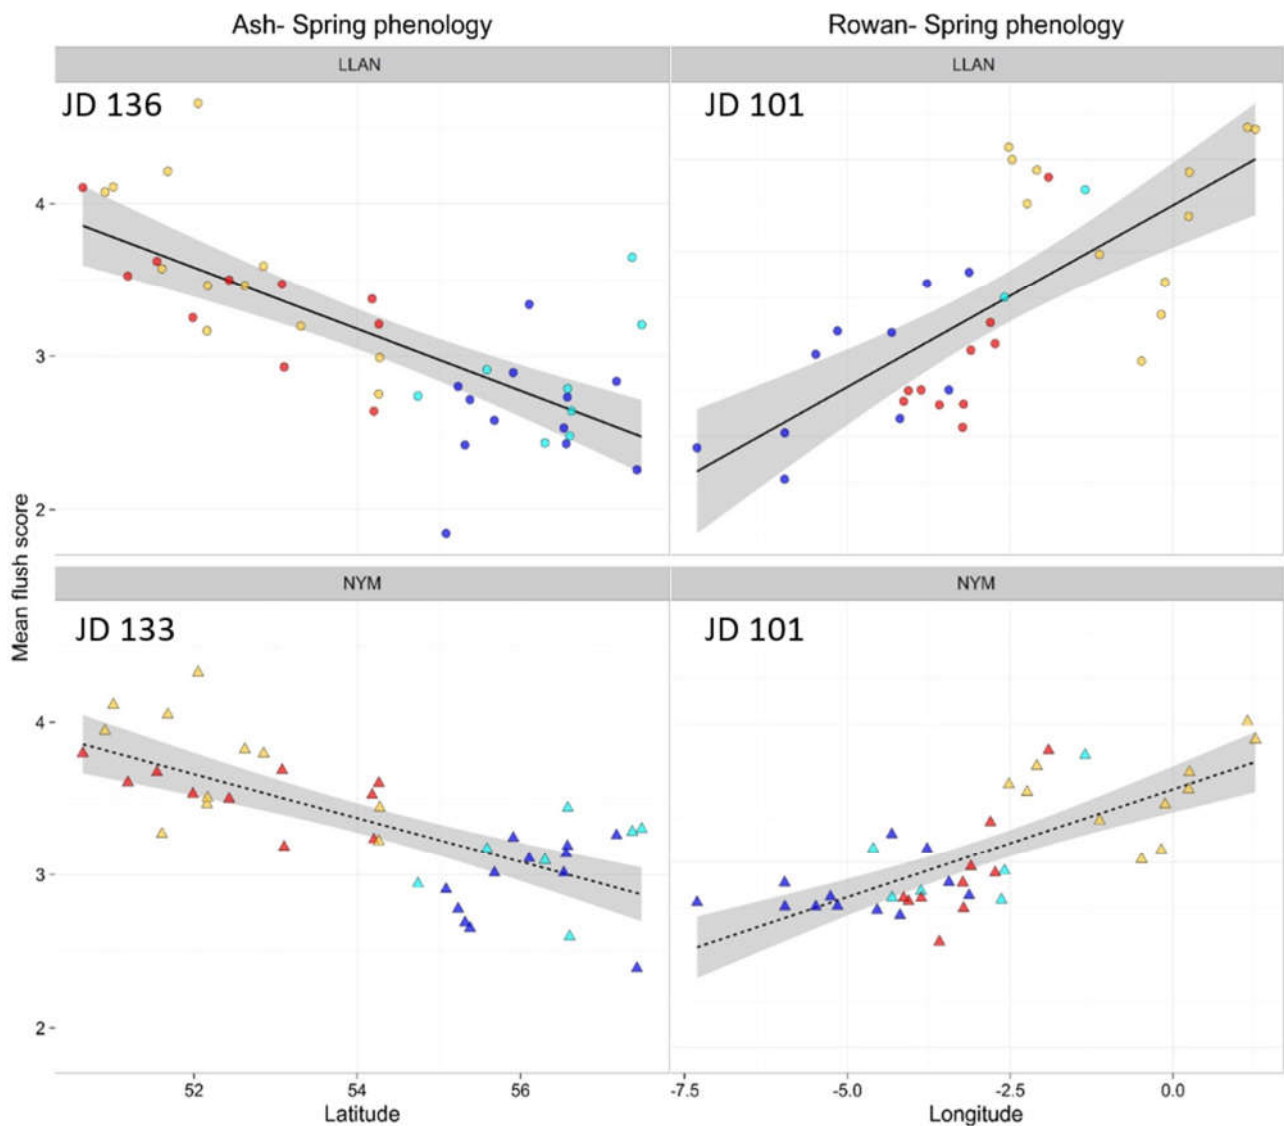 Ash- Spring phenology
Rowan- Spring phenology
LLAN
LLAN
JD 136
JD 101
4
3
2
Mean flush score
NYM
NYM
JD 133
JD 101
4
3
2
52
54
56
-7.5
-5.0
-2.5
0.0
Latitude
Longitude